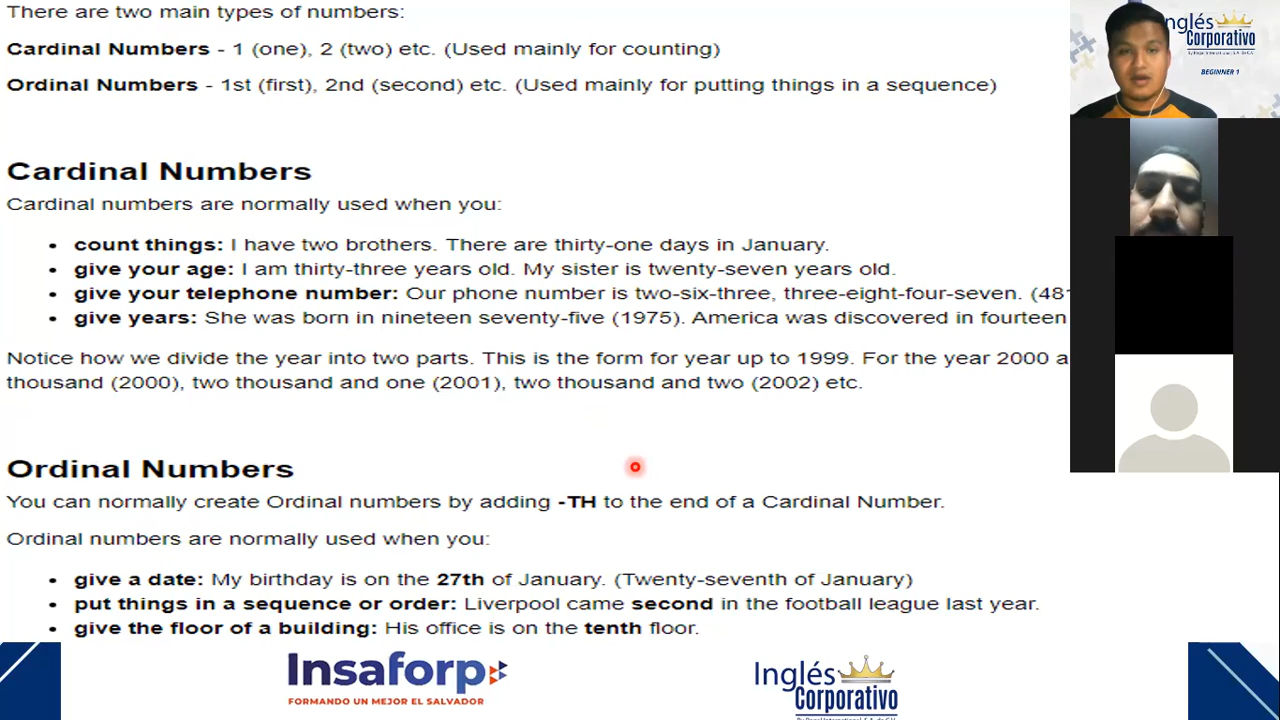 There are two main types of numbers:
Cardinal Numbers - 1 (one), 2 (two) etc. (Used mainly for counting)
Ordinal Numbers - 1st (first), 2nd (second) etc. (Used mainly for putting things in a sequence)
Cardinal Numbers
Cardinal numbers are normally used when you:
• count things: I have two brothers. There are thirty-one days in January.
• give your age: I am thirty-three years old. My sister is twenty-seven years old.
• give your telephone number: Our phone number is two-six-three, three-eight-four-seven. (481
• give years: She was born in nineteen seventy-five (1975). America was discovered in fourteen
Notice how we divide the year into two parts. This is the form for year up to 1999. For the year 2000 a
thousand (2000), two thousand and one (2001), two thousand and two (2002) etc.
Ordinal Numbers
You can normally create Ordinal numbers by adding -TH to the end of a Cardinal Number.
Ordinal numbers are normally used when you:
• give a date: My birthday is on the 27th of January. (Twenty-seventh of January)
• put things in a sequence or order: Liverpool came second in the football league last year.
• give the floor of a building: His office is on the tenth floor.
Insaforp
FORMANDO UN MEJOR EL SALVADOR
Inglés
Corporativo
Inglés
Corporativo
BEGINNER 1